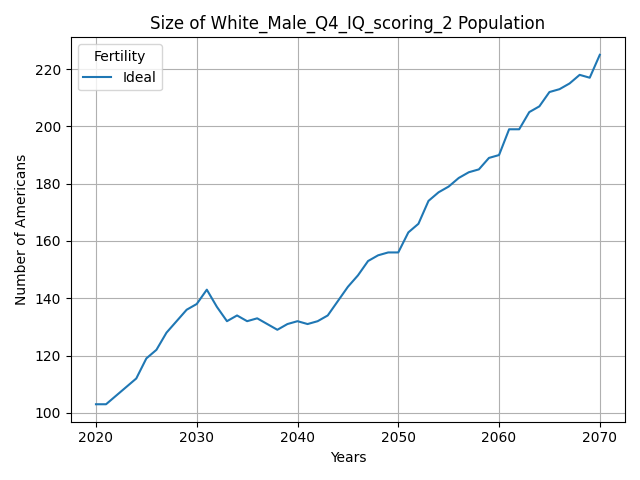 Size of White_Male_Q4_IQ_scoring_2 Population
Fertility
Ideal
Number of Americans
220
200
180
160
140
120
100
2020 2030 2040 2050 2060 2070
Years